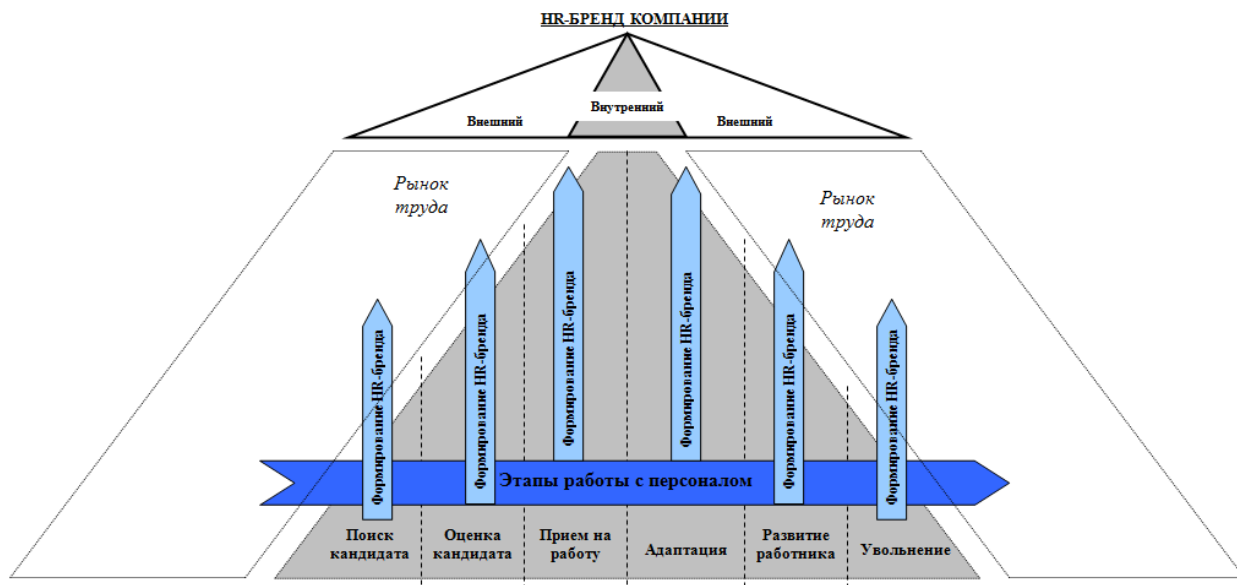 HR-БРЕНД КОМПАНИИ
Внутренний
Внешний
Внешний
Рынок
труда
Рынок
труда
Формирование HR-бренда
Формирование HR-бренда
Формирование HR-бренда
Формирование HR-бренда
Формирование HR-бренда
Формирование HR-бренда
Этапы работы с персоналом
Поиск
кандидата
Оценка
кандидата
Прием на
работу
Адаптация
Развитие
работника
Увольнение